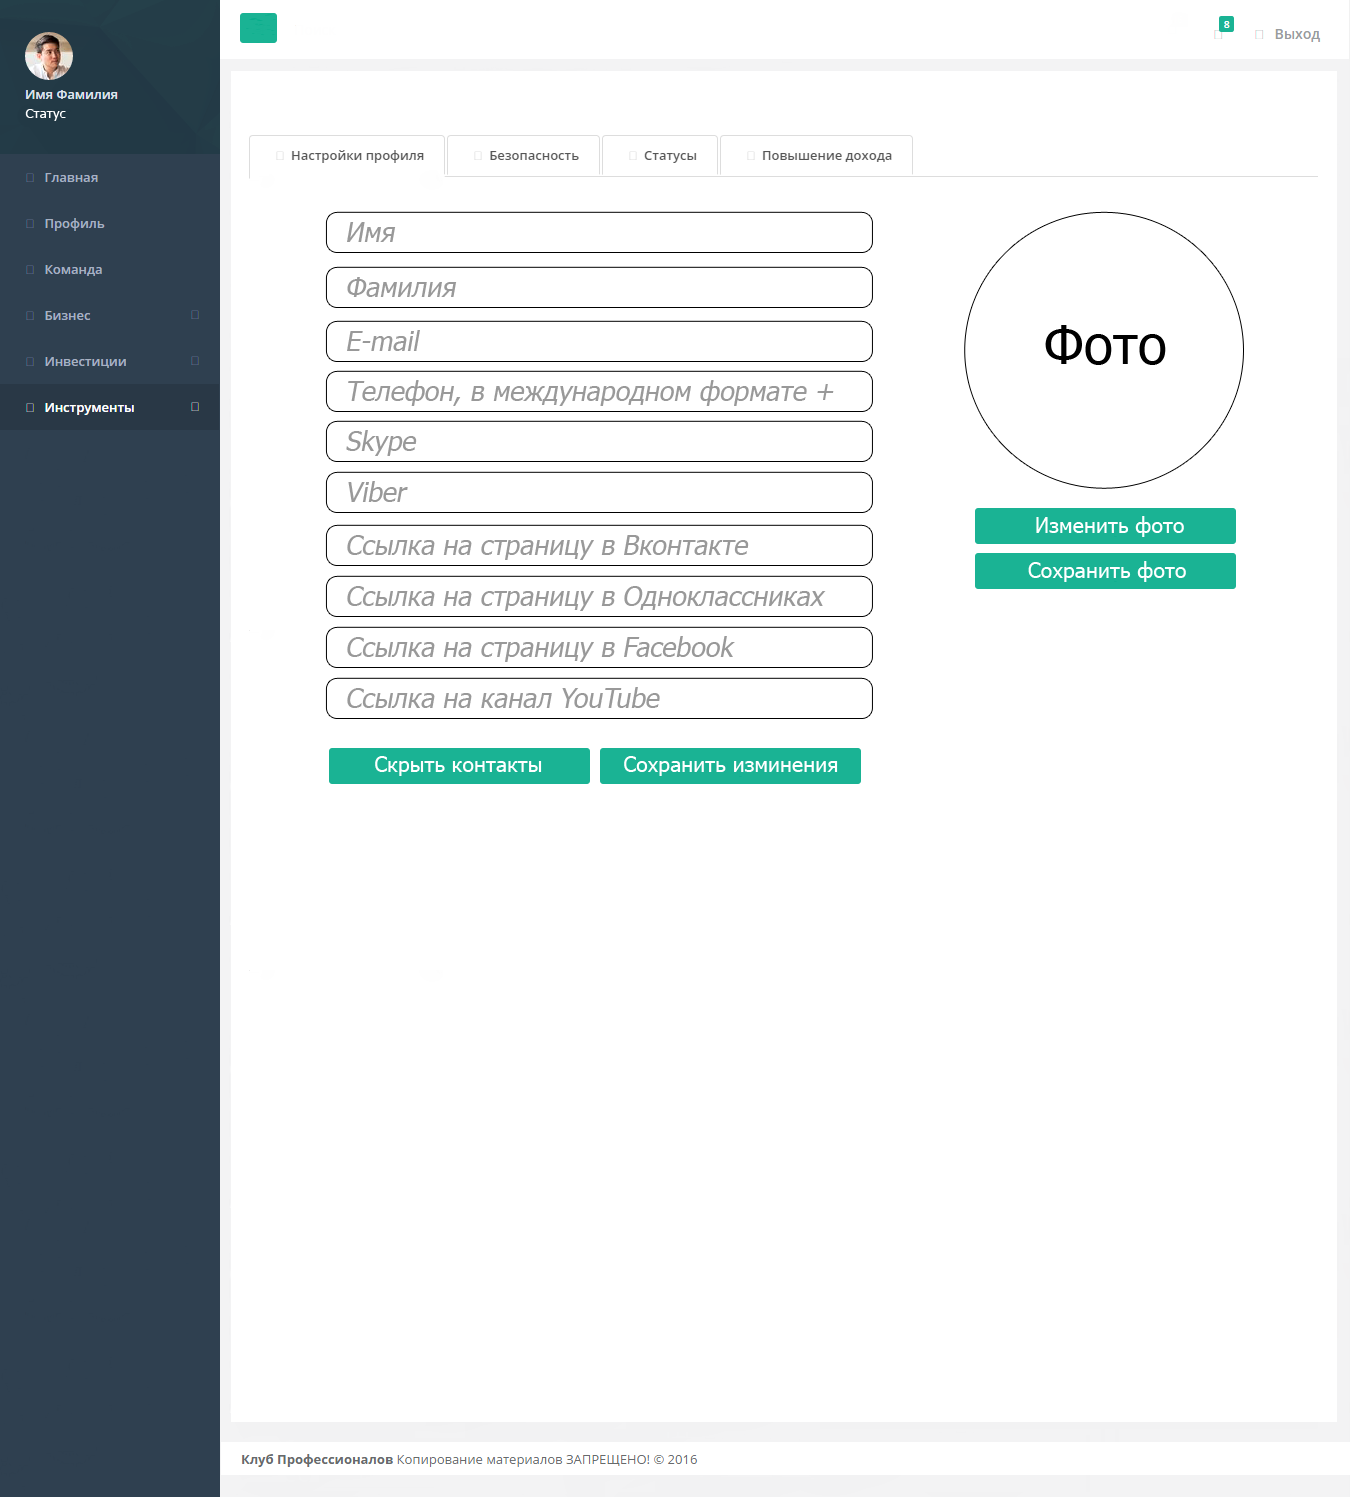 Имя Фамилия
Статус
Главная
Профиль
Команда
Бизнес
Инвестиции
Инструменты
8
Выход
Настройки профиля
Безопасность
Статусы
Повышение дохода
Имя
Фамилия
E-mail
Телефон, в международном формате +
Skype
Viber
Ссылка на страницу в Вконтакте
Ссылка на страницу в Одноклассниках
Ссылка на страницу в Facebook
Ссылка на канал YouTube
Скрыть контакты
Сохранить изминения
Фото
Изменить фото
Сохранить фото
Клуб Профессионалов Копирование материалов ЗАПРЕЩЕНО! © 2016